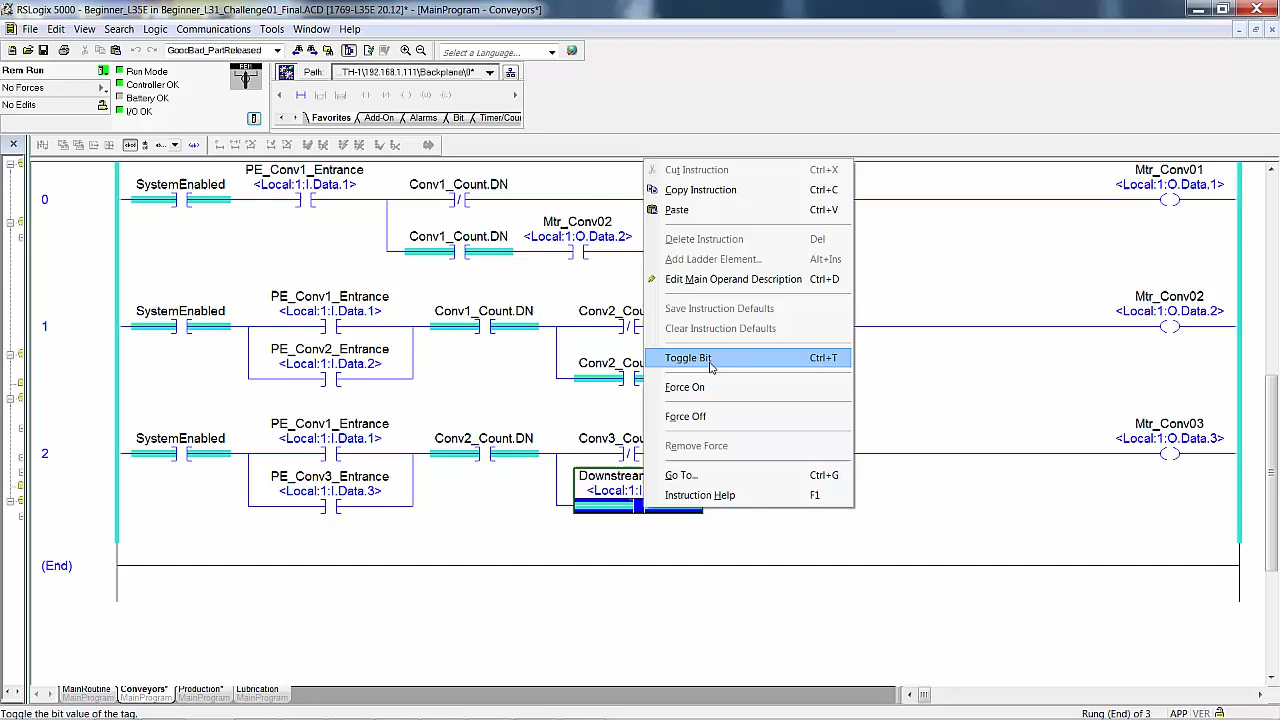 RSLogix 5000 - Beginner_L35E in Beginner_L31_Challenge01_Final.ACD [1769-L35E 20.12]* - [MainProgram - Conveyors*]
File Edit View Search Logic Communications Tools Window Help
GoodBad_PartReleased
Select a Language...
Rem Run
Run Mode
REM
Path:
...TH-1\192.168.1.111\Backplane\0*
No Forces
Controller OK
Battery OK
No Edits
I/O OK
Favorites Add-On Alarms Bit Timer/Cou
PE_Conv1_Entrance
SystemEnabled <Local:1:I.Data.1> Conv1_Count.DN
Mtr_Conv01
<Local:1:O.Data.1>
0
Mtr_Conv02
Conv1_Count.DN <Local:1:O.Data.2>
PE_Conv1_Entrance
SystemEnabled <Local:1:I.Data.1> Conv1_Count.DN Conv2_Cou
Mtr_Conv02
<Local:1:O.Data.2>
1
PE_Conv2_Entrance
<Local:1:I.Data.2> Conv2_Cou
PE_Conv1_Entrance
SystemEnabled <Local:1:I.Data.1> Conv2_Count.DN Conv3_Cou
Mtr_Conv03
<Local:1:O.Data.3>
2
PE_Conv3_Entrance Downstrear
<Local:1:I.Data.3> <Local:1:I
(End)
Cut Instruction Ctrl+X
Copy Instruction Ctrl+C
Paste Ctrl+V
Delete Instruction Del
Add Ladder Element... Alt+Ins
Edit Main Operand Description Ctrl+D
Save Instruction Defaults
Clear Instruction Defaults
Toggle Bit Ctrl+T
Force On
Force Off
Remove Force
Go To... Ctrl+G
Instruction Help F1
MainRoutine Conveyors* Production* Lubrication
MainProgram MainProgram MainProgram MainProgram
Toggle the bit value of the tag.
Rung (End) of 3 APP VER